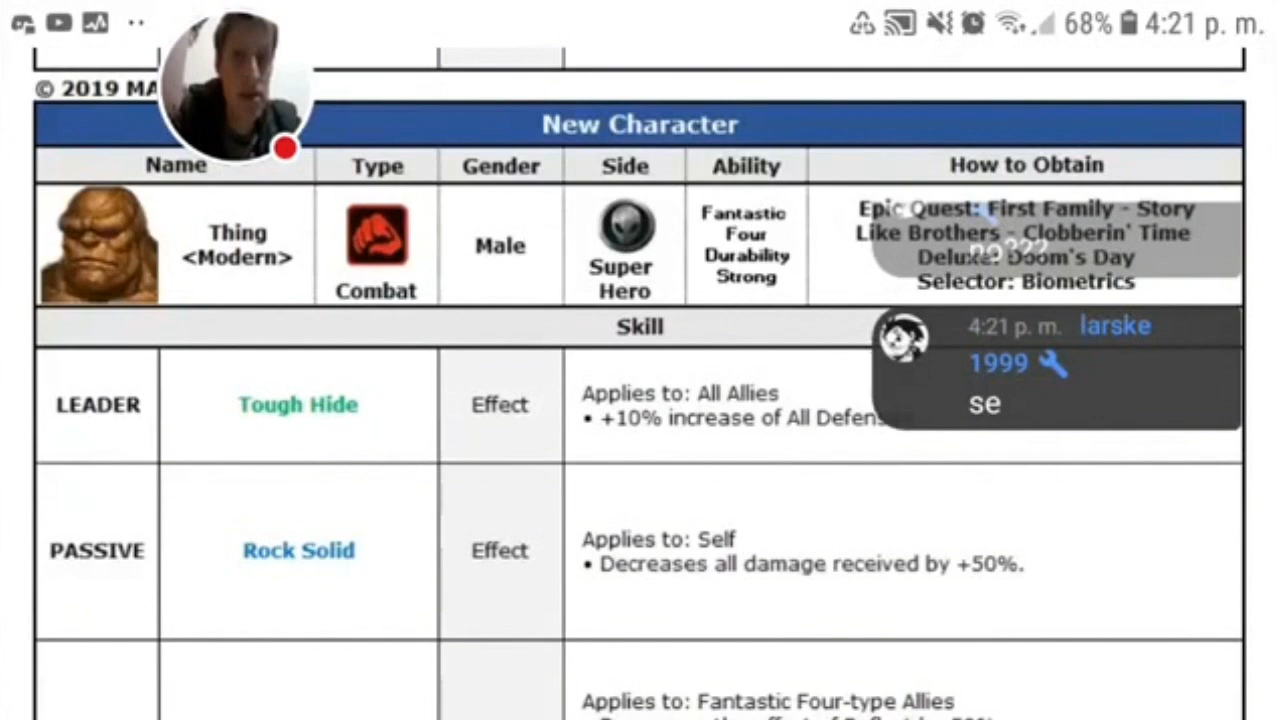 68% 4:21 p. m.
© 2019 MA
New Character
Name Type Gender Side Ability How to Obtain
Thing
<Modern>
Combat
Male
Super
Hero
Fantastic
Four
Durability
Strong
Epic Quest: First Family - Story
Like Brothers - Clobberin' Time
Deluxe: Doom's Day
Selector: Biometrics
no???
Skill
4:21 p. m. larske
1999
se
LEADER Tough Hide Effect
Applies to: All Allies
• +10% increase of All
PASSIVE Rock Solid Effect
Applies to: Self
• Decreases all damage received by +50%.
Applies to: Fantastic Four-type Allies